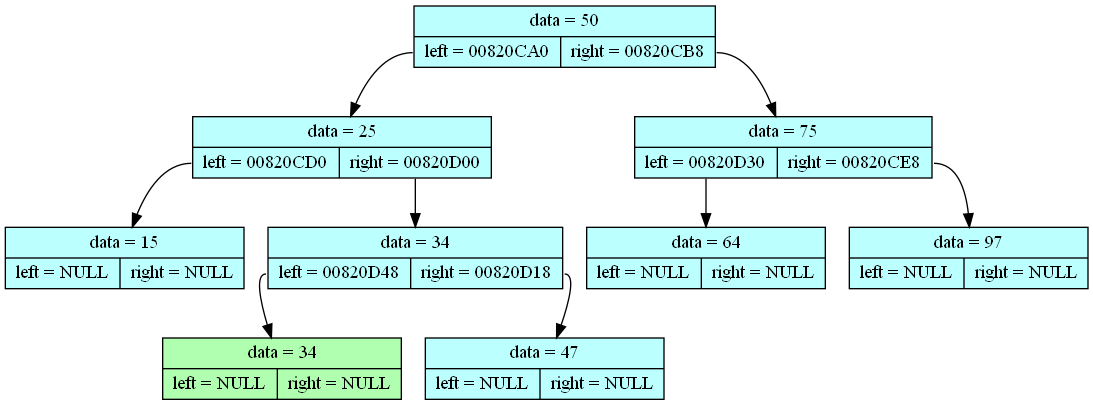 data = 50
left = 00820CA0 right = 00820CB8
data = 25
left = 00820CD0 right = 00820D00
data = 75
left = 00820D30 right = 00820CE8
data = 15
left = NULL right = NULL
data = 34
left = 00820D48 right = 00820D18
data = 64
left = NULL right = NULL
data = 97
left = NULL right = NULL
data = 34
left = NULL right = NULL
data = 47
left = NULL right = NULL